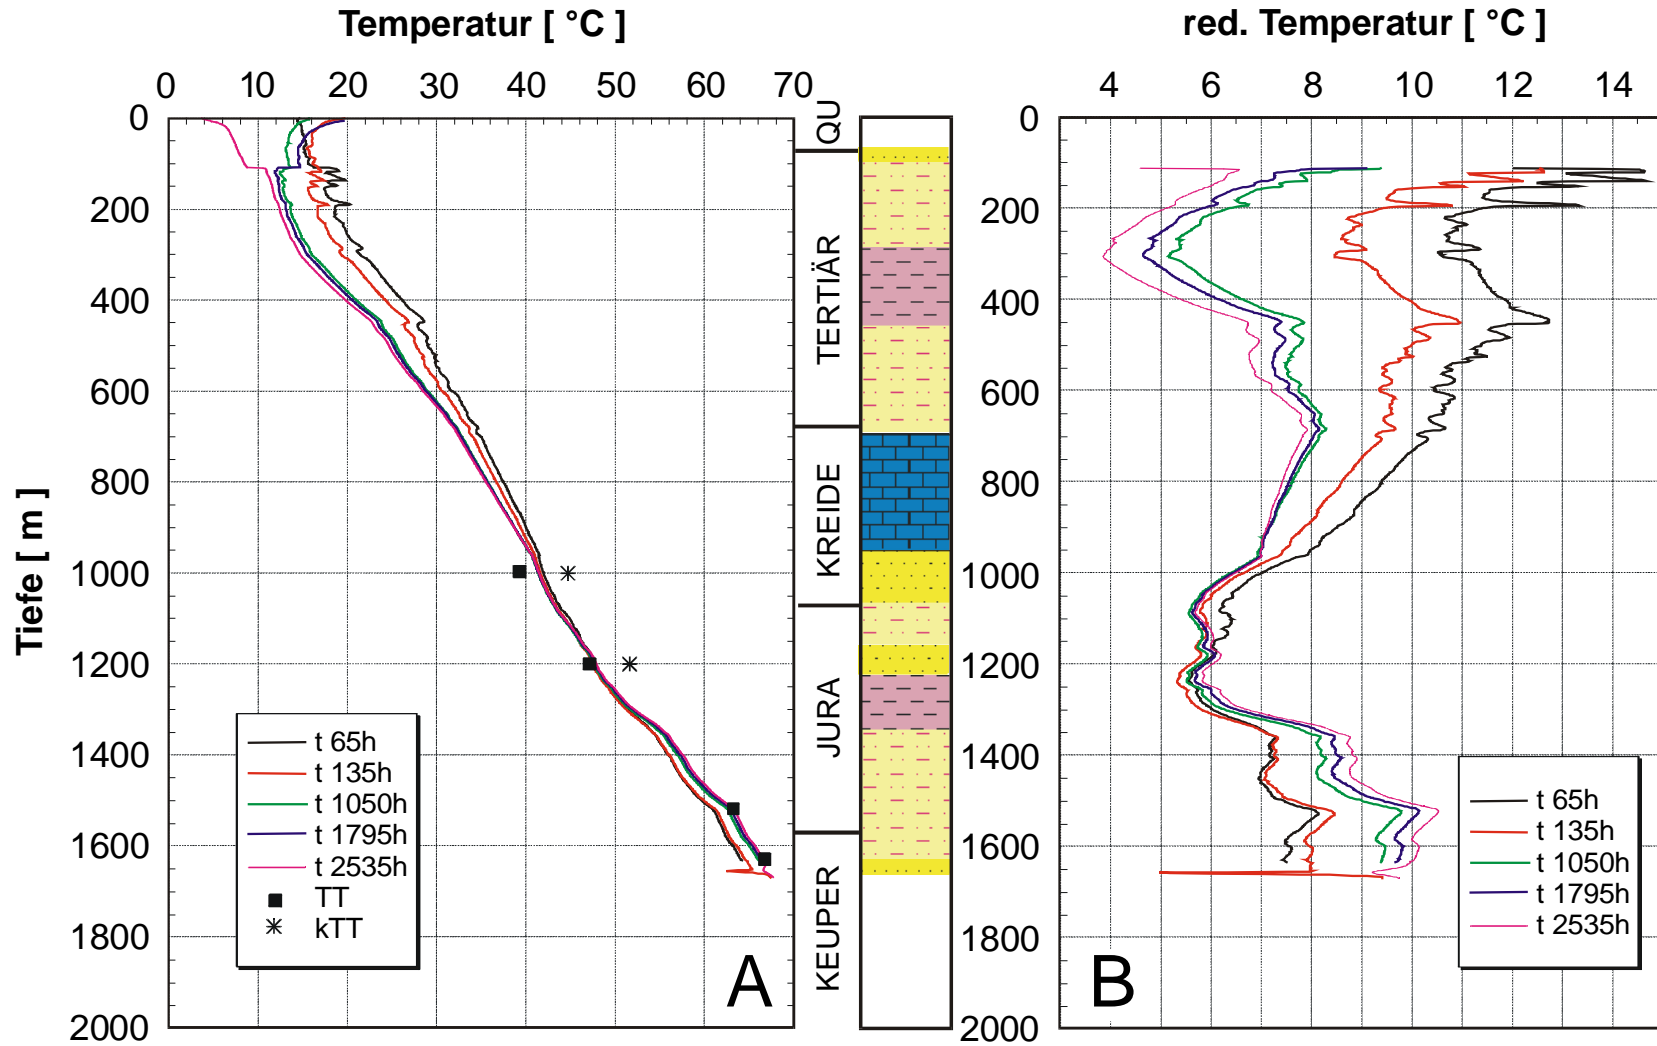 Temperatur [ °C ]
red. Temperatur [ °C ]
0 10 20 30 40 50 60 70
4 6 8 10 12 14
Tiefe [ m ]
0
200
400
600
800
1000
1200
1400
1600
1800
2000
t 65h
t 135h
t 1050h
t 1795h
t 2535h
TT
kTT
A
QU
TERTIÄR
KREIDE
JURA
KEUPER
0
200
400
600
800
1000
1200
1400
1600
1800
2000
t 65h
t 135h
t 1050h
t 1795h
t 2535h
B